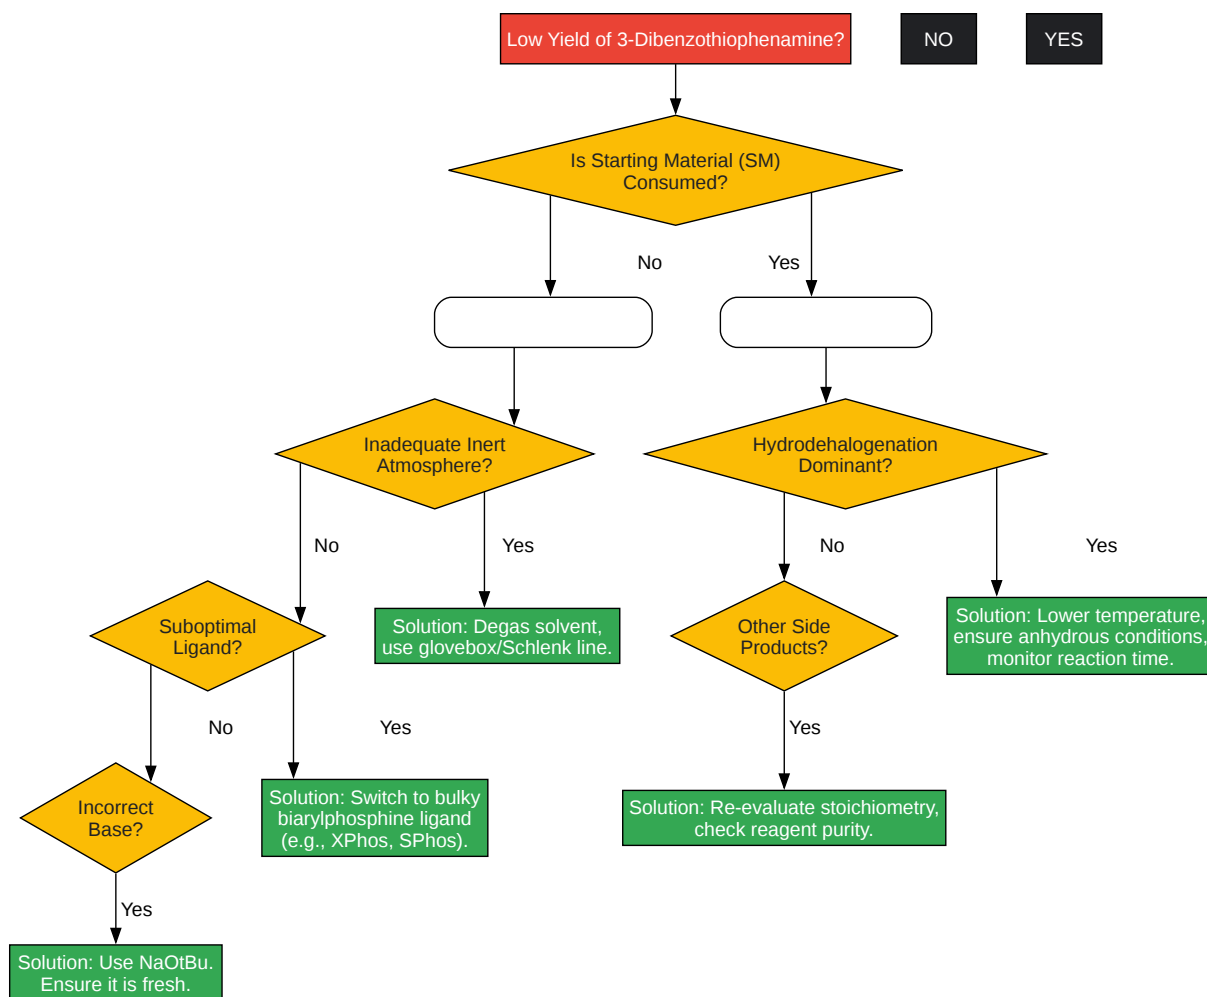 Low Yield of 3-Dibenzothiophenamine?
NO
YES
Is Starting Material (SM)
Consumed?
No
Yes
Inadequate Inert
Atmosphere?
Hydrodehalogenation
Dominant?
No
Yes
No
Yes
Suboptimal
Ligand?
Solution: Degas solvent,
use glovebox/Schlenk line.
Other Side
Products?
Solution: Lower temperature,
ensure anhydrous conditions,
monitor reaction time.
No
Yes
Yes
Incorrect
Base?
Solution: Switch to bulky
biarylphosphine ligand
(e.g., XPhos, SPhos).
Solution: Re-evaluate stoichiometry,
check reagent purity.
Yes
Solution: Use NaOtBu.
Ensure it is fresh.